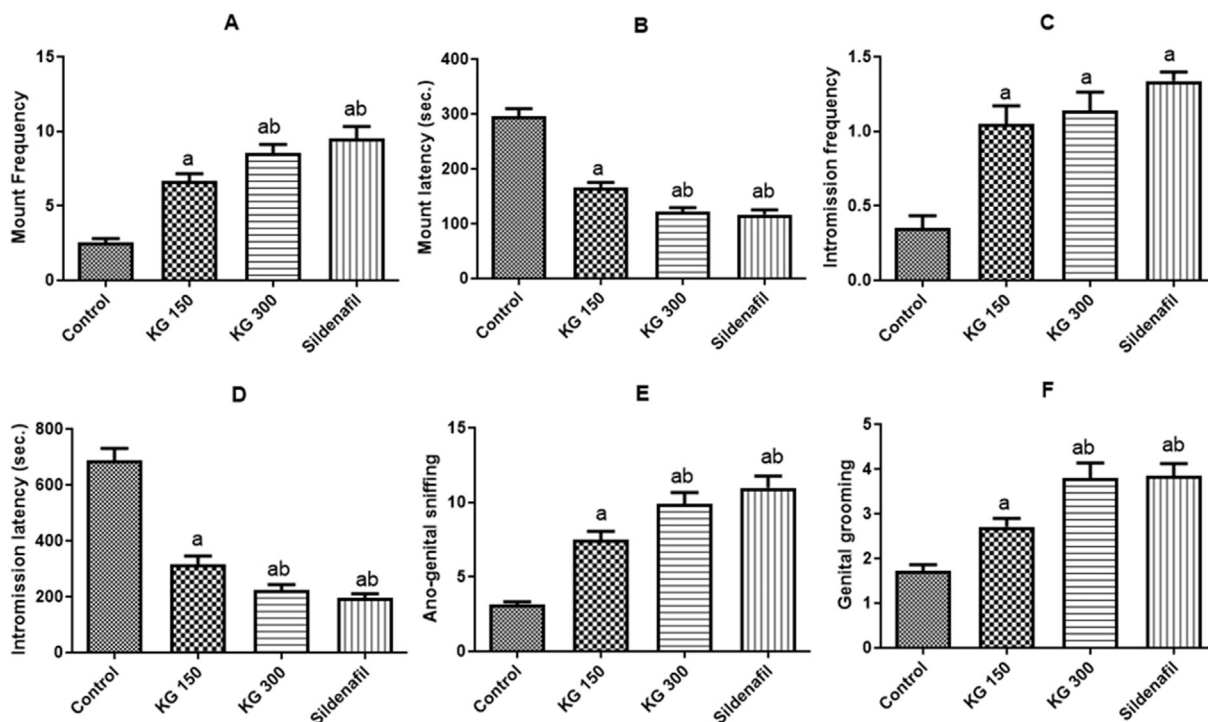 A
Mount Frequency
15
10
5
0
a
ab
ab
Control
KG 150
KG 300
Sildenafil
B
Mount latency (sec.)
400
300
200
100
0
a
ab
ab
Control
KG 150
KG 300
Sildenafil
C
Intromission frequency
1.5
1.0
0.5
0.0
a
a
a
Control
KG 150
KG 300
Sildenafil
D
Intromission latency (sec.)
800
600
400
200
0
a
ab
ab
Control
KG 150
KG 300
Sildenafil
E
Ano-genital sniffing
15
10
5
0
a
ab
ab
Control
KG 150
KG 300
Sildenafil
F
Genital grooming
5
4
3
2
1
0
a
ab
ab
Control
KG 150
KG 300
Sildenafil